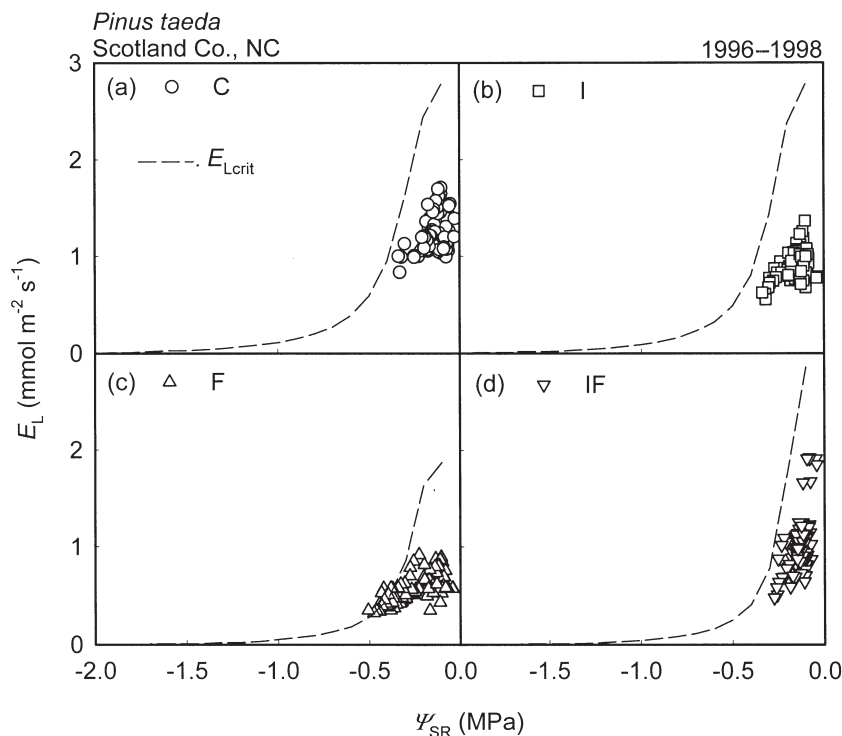 Pinus taeda
Scotland Co., NC 1996–1998
3
(a) C (b) I
E_Lcrit
2
1
0
(c) F (d) IF
2
1
0
-2.0 -1.5 -1.0 -0.5 0.0 -1.5 -1.0 -0.5 0.0
E_L (mmol m⁻² s⁻¹)
Ψ_SR (MPa)